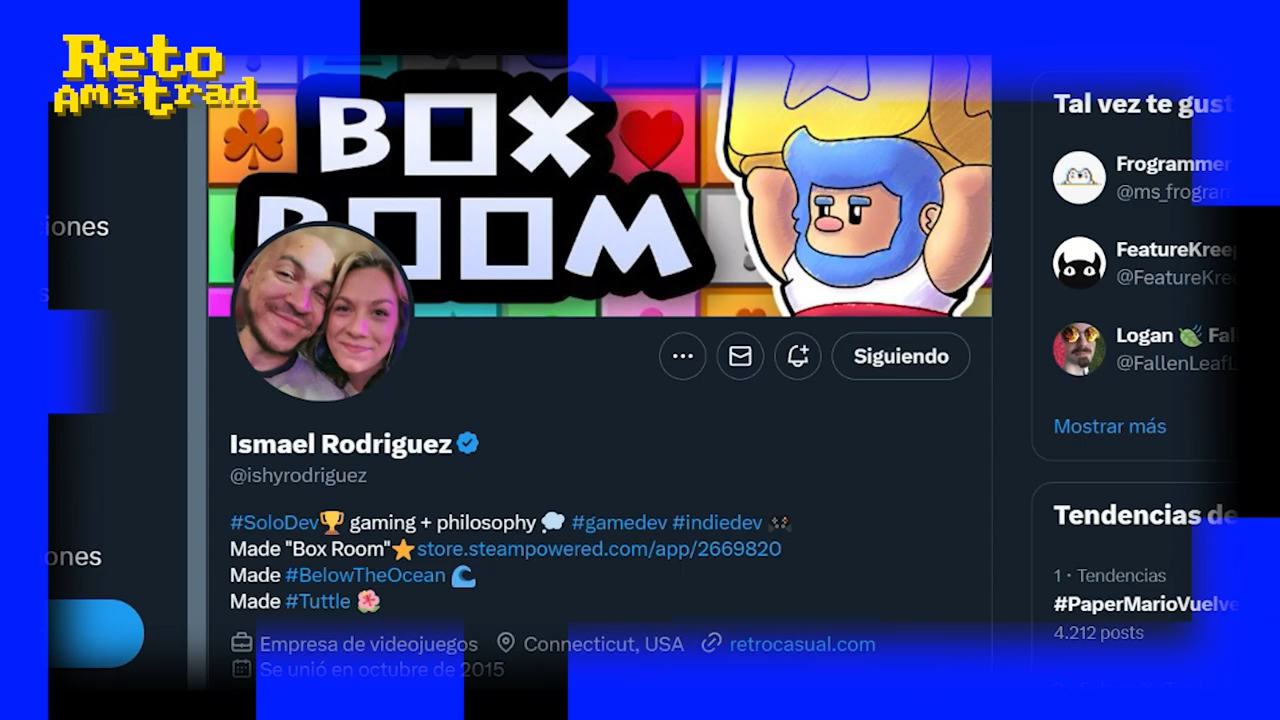 Reto
Amstrad
BOX
ROOM
iones
s
ones
Siguiendo
Ismael Rodriguez
@ishyrodriguez
#SoloDev🏆 gaming + philosophy 💭 #gamedev #indiedev 🎮
Made "Box Room"⭐store.steampowered.com/app/2669820
Made #BelowTheOcean 🌊
Made #Tuttle 🌺
Empresa de videojuegos Connecticut, USA retrocasual.com
Se unió en octubre de 2015
Tal vez te gust
Frogrammer
@ms_frogram
FeatureKree
@FeatureKre
Logan 🍃 Fal
@FallenLeafL
Mostrar más
Tendencias de
1 · Tendencias
#PaperMarioVuelve
4.212 posts